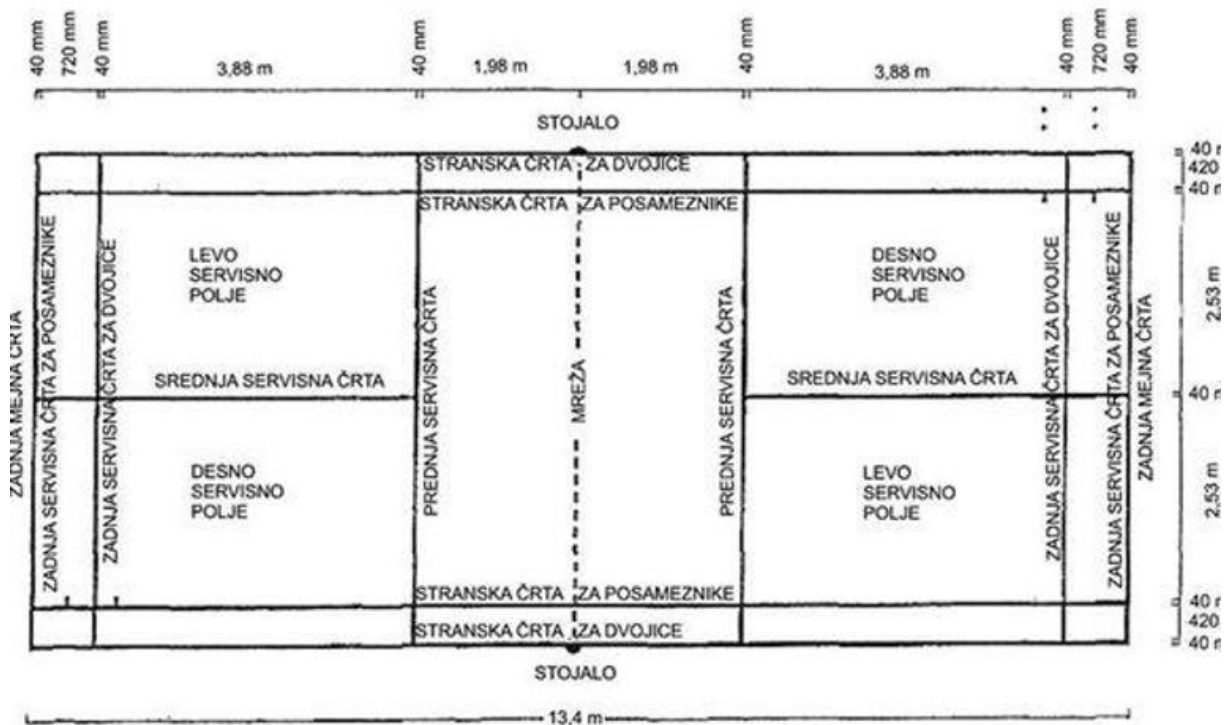 40 mm
720 mm
40 mm
3,88 m
40 mm
1,98 m
1,98 m
40 mm
3,88 m
40 mm
720 mm
40 mm
STOJALO
STRANSKA ČRTA ZA DVOJICE
STRANSKA ČRTA ZA POSAMEZNIKE
40 m
420
40 m
ZADNJA MEJNA ČRTA
ZADNJA SERVISNA ČRTA ZA POSAMEZNIKE
ZADNJA SERVISNA ČRTA ZA DVOJICE
LEVO
SERVISNO
POLJE
SREDNJA SERVISNA ČRTA
DESNO
SERVISNO
POLJE
PREDNJA SERVISNA ČRTA
MREŽA
PREDNJA SERVISNA ČRTA
DESNO
SERVISNO
POLJE
SREDNJA SERVISNA ČRTA
LEVO
SERVISNO
POLJE
ZADNJA SERVISNA ČRTA ZA DVOJICE
ZADNJA SERVISNA ČRTA ZA POSAMEZNIKE
ZADNJA MEJNA ČRTA
2,53 m
40 m
2,53 m
STRANSKA ČRTA ZA POSAMEZNIKE
STRANSKA ČRTA ZA DVOJICE
40 m
420
40 m
STOJALO
13,4 m